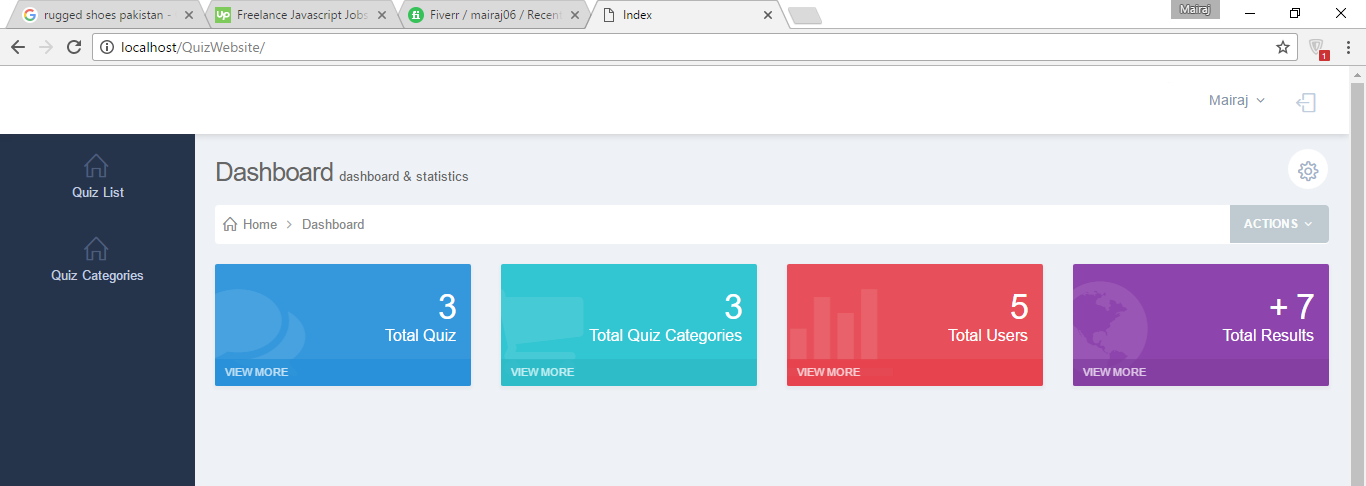 rugged shoes pakistan -
Freelance Javascript Jobs
Fiverr / mairaj06 / Recent
Index
Mairaj
localhost/QuizWebsite/
1
Mairaj
Quiz List
Quiz Categories
Dashboard dashboard & statistics
Home > Dashboard
ACTIONS
3
Total Quiz
VIEW MORE
3
Total Quiz Categories
VIEW MORE
5
Total Users
VIEW MORE
+ 7
Total Results
VIEW MORE